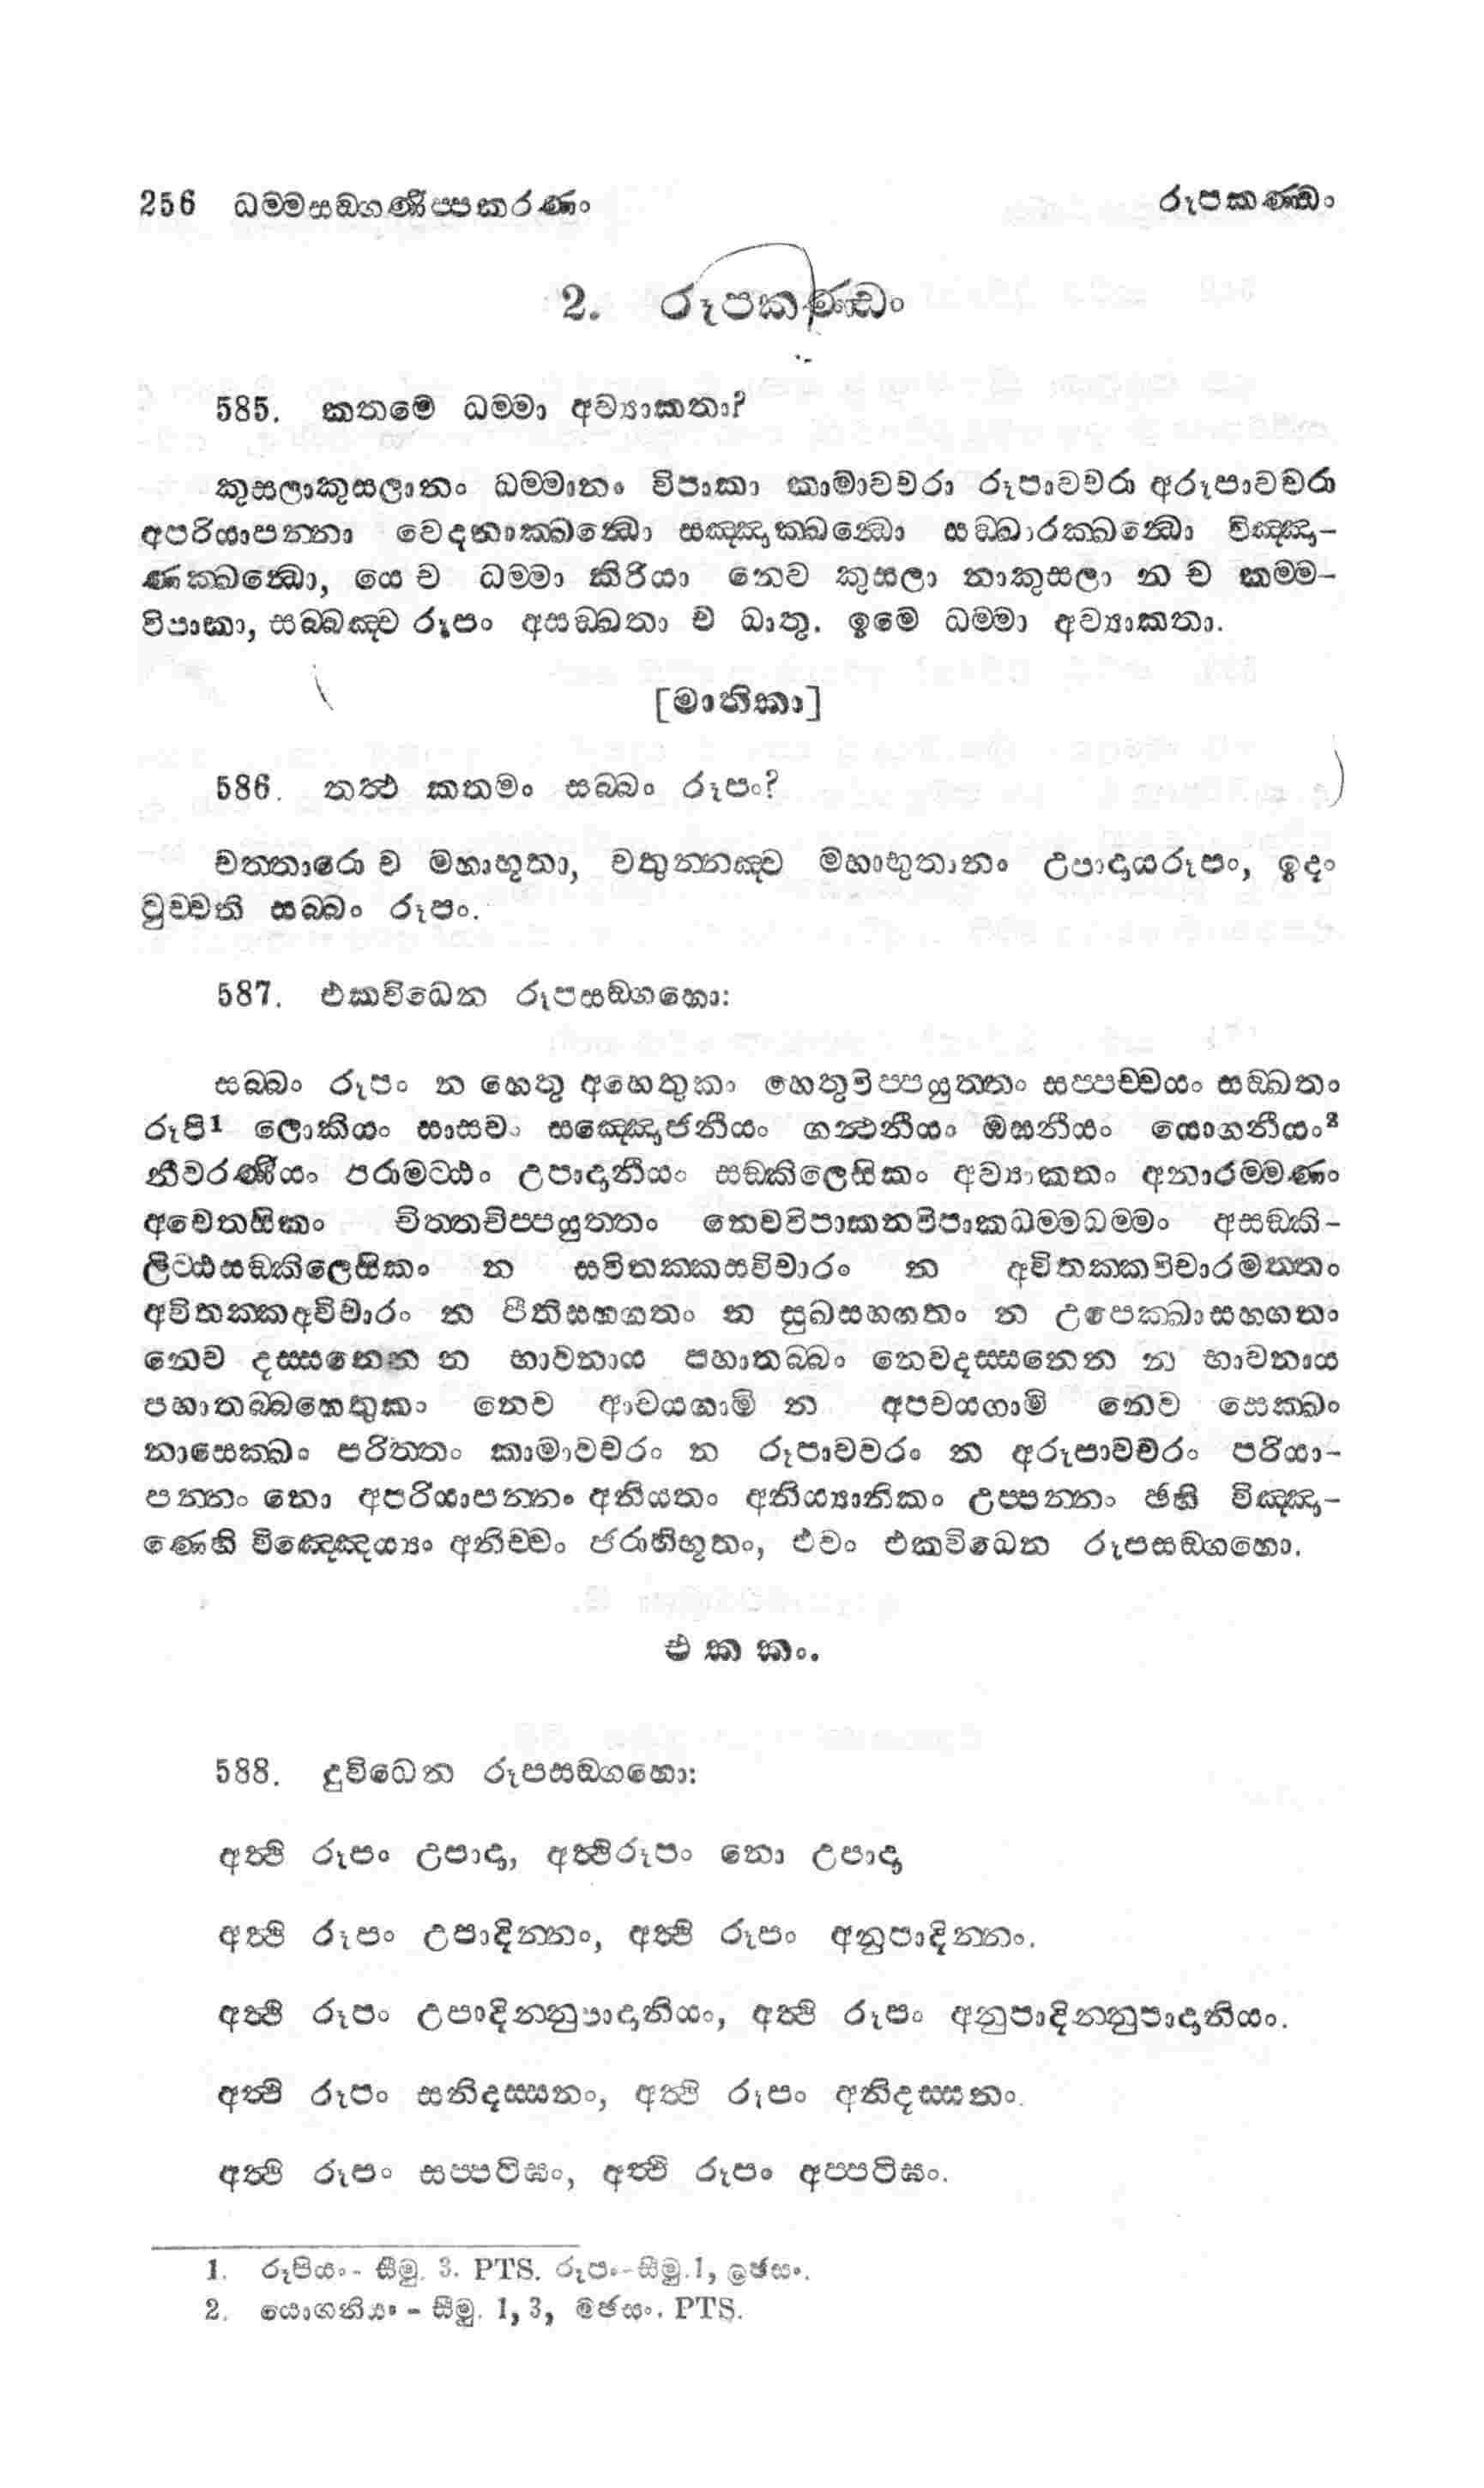 256 ධම්මසඞ්ගණිප්පකරණං රූපකණ්ඩං
2. රූපකණ්ඩං
585. කතමෙ ධම්මා අව්‍යාකතා?
කුසලාකුසලානං ධම්මානං විපාකා කාමාවචරා රූපාවචරා අරූපාවචරා
අපරියාපන්නා වෙදනාක්ඛන්ධො සඤ්ඤාක්ඛන්ධො සඞ්ඛාරක්ඛන්ධො විඤ්ඤා-
ණක්ඛන්ධො, යෙ ච ධම්මා කිරියා නෙව කුසලා නාකුසලා න ච කම්ම-
විපාකා, සබ්බඤ්ච රූපං අසඞ්ඛතා ච ධාතු. ඉමෙ ධම්මා අව්‍යාකතා.
[මාතිකා]
586. තත්‍ථ කතමං සබ්බං රූපං?
චත්තාරො ච මහාභූතා, චතුන්නඤ්ච මහාභූතානං උපාදායරූපං, ඉදං
වුච්චති සබ්බං රූපං.
587. එකවිධෙන රූපසඞ්ගහො:
සබ්බං රූපං න හෙතු අහෙතුකං හෙතුවිප්පයුත්තං සප්පච්චයං සඞ්ඛතං
රූපි¹ ලොකියං සාසවං සඤ්ඤොජනීයං ගන්‍ථනීයං ඔඝනීයං යොගනීයං²
නීවරණීයං පරාමට්ඨං උපාදානීයං සඞ්කිලෙසිකං අව්‍යාකතං අනාරම්මණං
අචෙතසිකං චිත්තවිප්පයුත්තං නෙවවිපාකනවිපාකධම්මධම්මං අසඞ්කි-
ලිට්ඨසඞ්කිලෙසිකං න සවිතක්කසවිචාරං න අවිතක්කවිචාරමත්තං
අවිතක්කඅවිචාරං න පීතිසහගතං න සුඛසහගතං න උපෙක්ඛාසහගතං
නෙව දස්සනෙන න භාවනාය පහාතබ්බං නෙවදස්සනෙන න භාවනාය
පහාතබ්බහෙතුකං නෙව ආචයගාමි න අපචයගාමි නෙව සෙක්ඛං
නාසෙක්ඛං පරිත්තං කාමාවචරං න රූපාවචරං න අරූපාවචරං පරියා-
පන්නං නො අපරියාපන්නං අනියතං අනිය්‍යානිකං උප්පන්නං ඡහි විඤ්ඤා-
ණෙහි විඤ්ඤෙය්‍යං අනිච්චං ජරාභිභූතං, එවං එකවිධෙන රූපසඞ්ගහො.
එ ක කං.
588. දුවිධෙන රූපසඞ්ගහො:
අත්‍ථි රූපං උපාදා, අත්‍ථිරූපං නො උපාදා
අත්‍ථි රූපං උපාදින්නං, අත්‍ථි රූපං අනුපාදින්නං.
අත්‍ථි රූපං උපාදින්නුපාදානියං, අත්‍ථි රූපං අනුපාදින්නුපාදානියං.
අත්‍ථි රූපං සනිදස්සනං, අත්‍ථි රූපං අනිදස්සනං.
අත්‍ථි රූපං සප්පටිඝං, අත්‍ථි රූපං අප්පටිඝං.
1. රූපියං - සීමු. 3. PTS. රූපං-සීමු.1, මඡසං.
2. යොගනියං - සීමු. 1, 3, මඡසං. PTS.